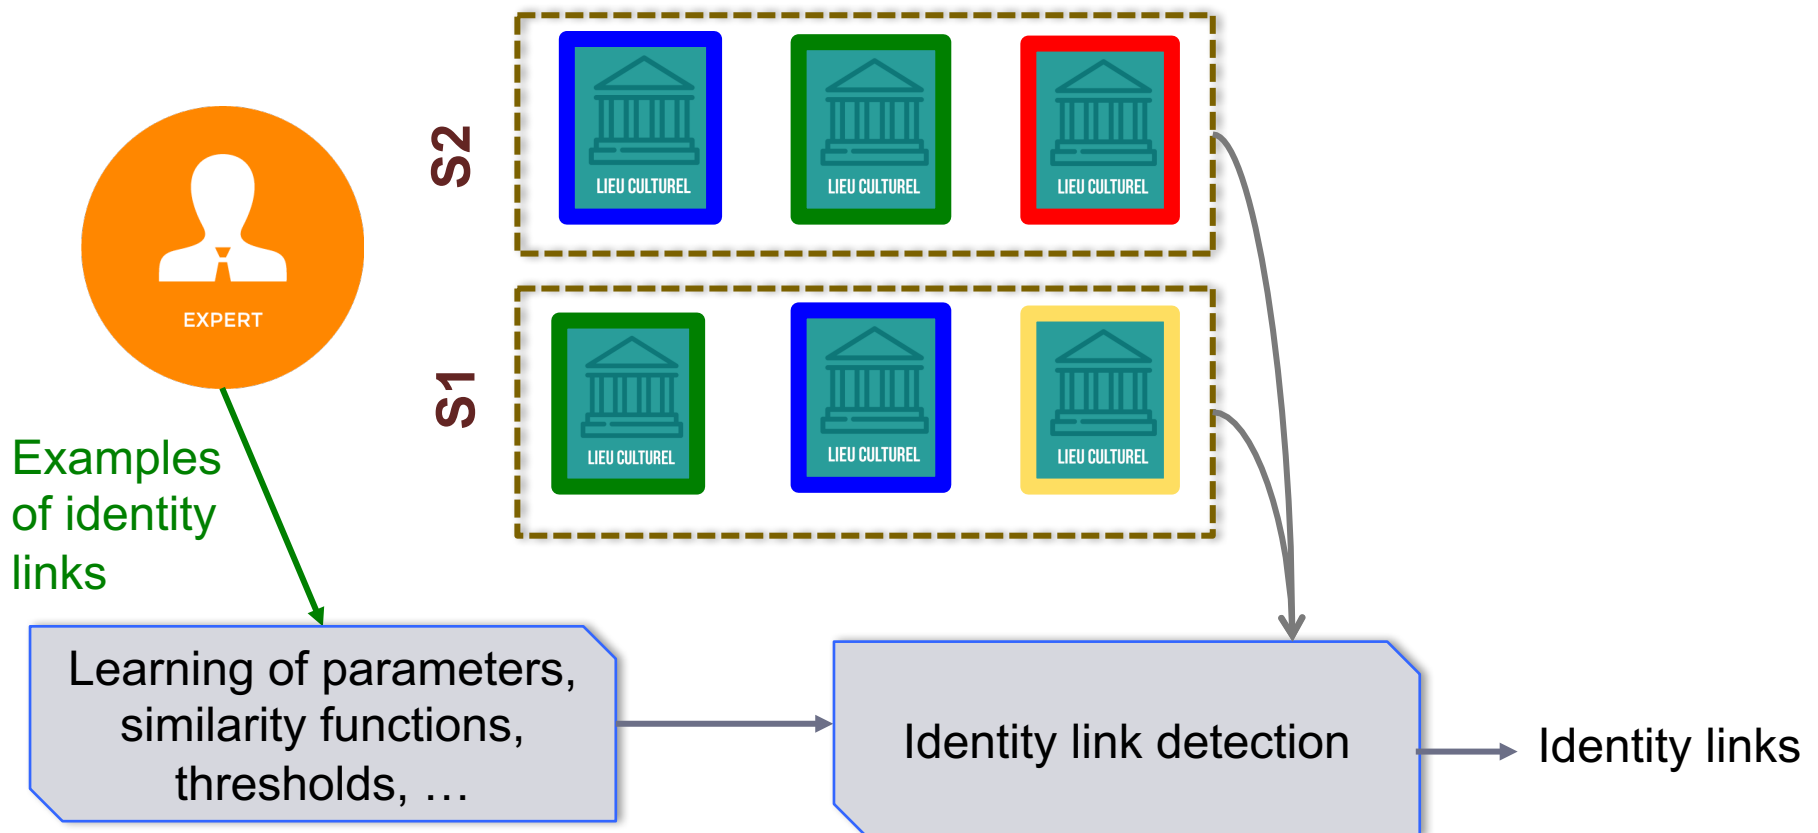 S2
LIEU CULTUREL
LIEU CULTUREL
LIEU CULTUREL
EXPERT
S1
LIEU CULTUREL
LIEU CULTUREL
LIEU CULTUREL
Examples
of identity
links
Learning of parameters,
similarity functions,
thresholds, …
Identity link detection
Identity links